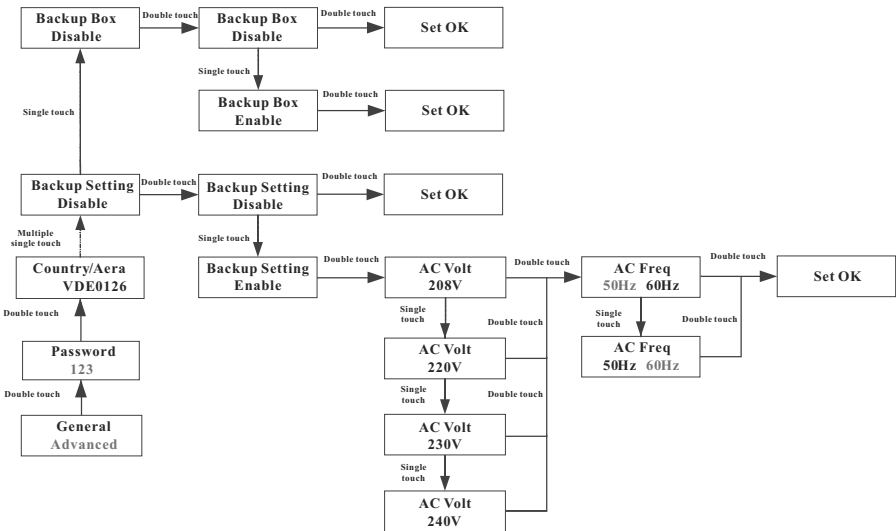 Backup Box
Disable
Double touch
Backup Box
Disable
Double touch
Set OK
Single touch
Backup Box
Enable
Double touch
Set OK
Single touch
Backup Setting
Disable
Double touch
Backup Setting
Disable
Double touch
Set OK
Single touch
Backup Setting
Enable
Double touch
AC Volt
208V
Double touch
AC Freq
50Hz 60Hz
Double touch
Set OK
Multiple
single touch
Country/Aera
VDE0126
Single
touch
Double touch
Single
touch
Double touch
Double touch
AC Volt
220V
AC Freq
50Hz 60Hz
Password
123
Single
touch
Double touch
Double touch
AC Volt
230V
General
Advanced
Single
touch
AC Volt
240V